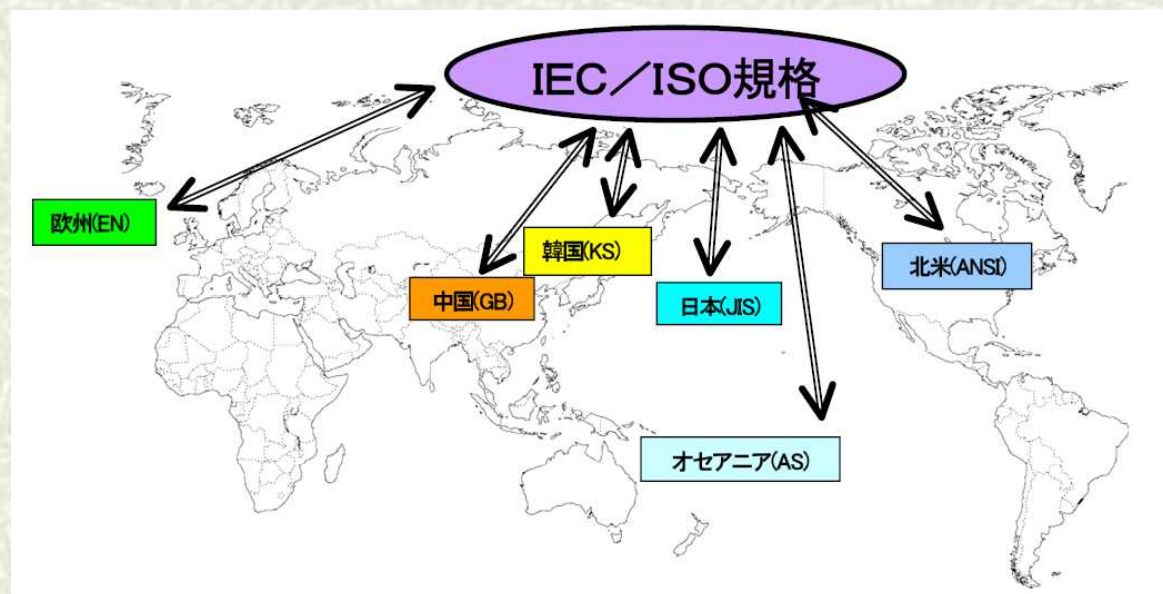 IEC／ISO規格
欧州(EN)
韓国(KS)
中国(GB)
日本(JIS)
北米(ANSI)
オセアニア(AS)